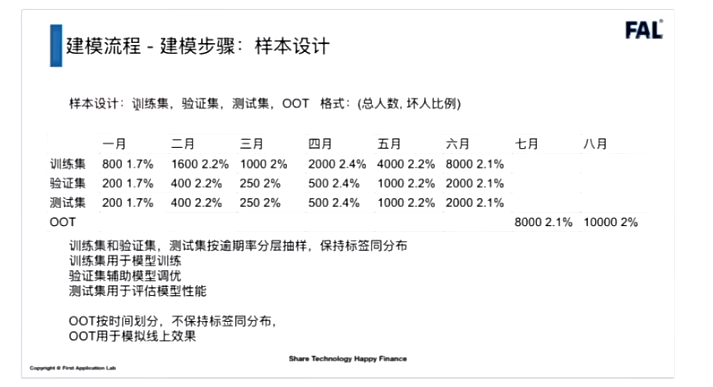 FAL
建模流程 - 建模步骤：样本设计
样本设计：训练集，验证集，测试集，OOT 格式：(总人数, 坏人比例)
一月 二月 三月 四月 五月 六月 七月 八月
训练集 800 1.7% 1600 2.2% 1000 2% 2000 2.4% 4000 2.2% 8000 2.1%
验证集 200 1.7% 400 2.2% 250 2% 500 2.4% 1000 2.2% 2000 2.1%
测试集 200 1.7% 400 2.2% 250 2% 500 2.4% 1000 2.2% 2000 2.1%
OOT 8000 2.1% 10000 2%
训练集和验证集，测试集按逾期率分层抽样，保持标签同分布
训练集用于模型训练
验证集辅助模型调优
测试集用于评估模型性能
OOT按时间划分，不保持标签同分布，
OOT用于模拟线上效果
Share Technology Happy Finance
Copyright © First Application Lab